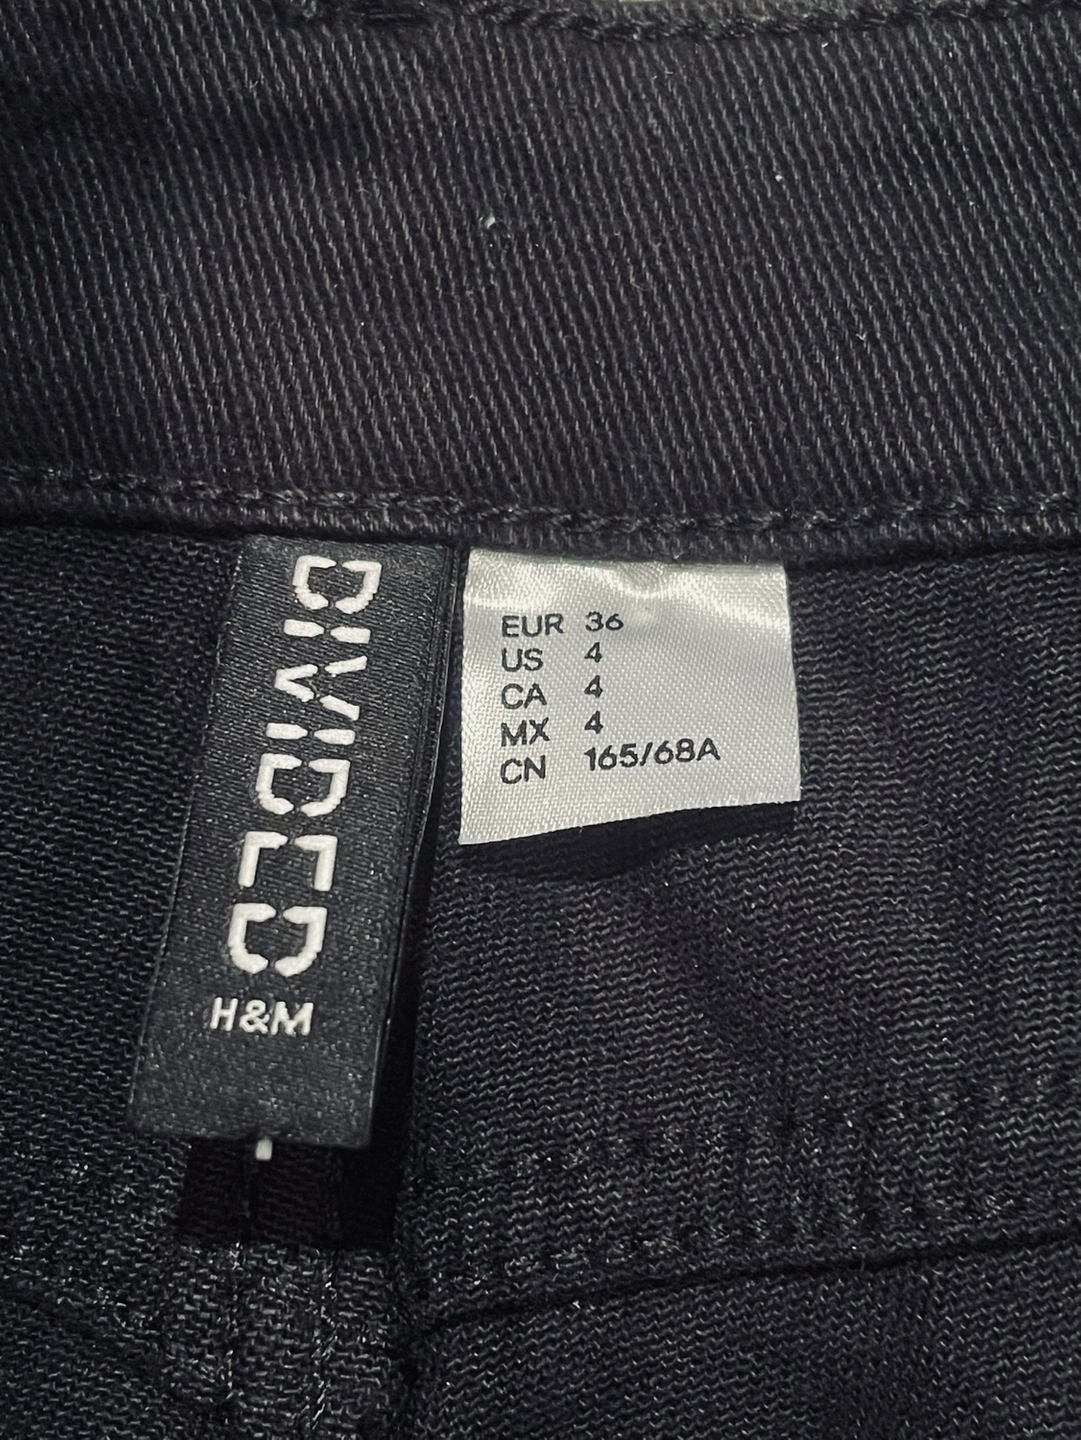 DIVIDED
H&M
EUR 36
US 4
CA 4
MX 4
CN 165/68A